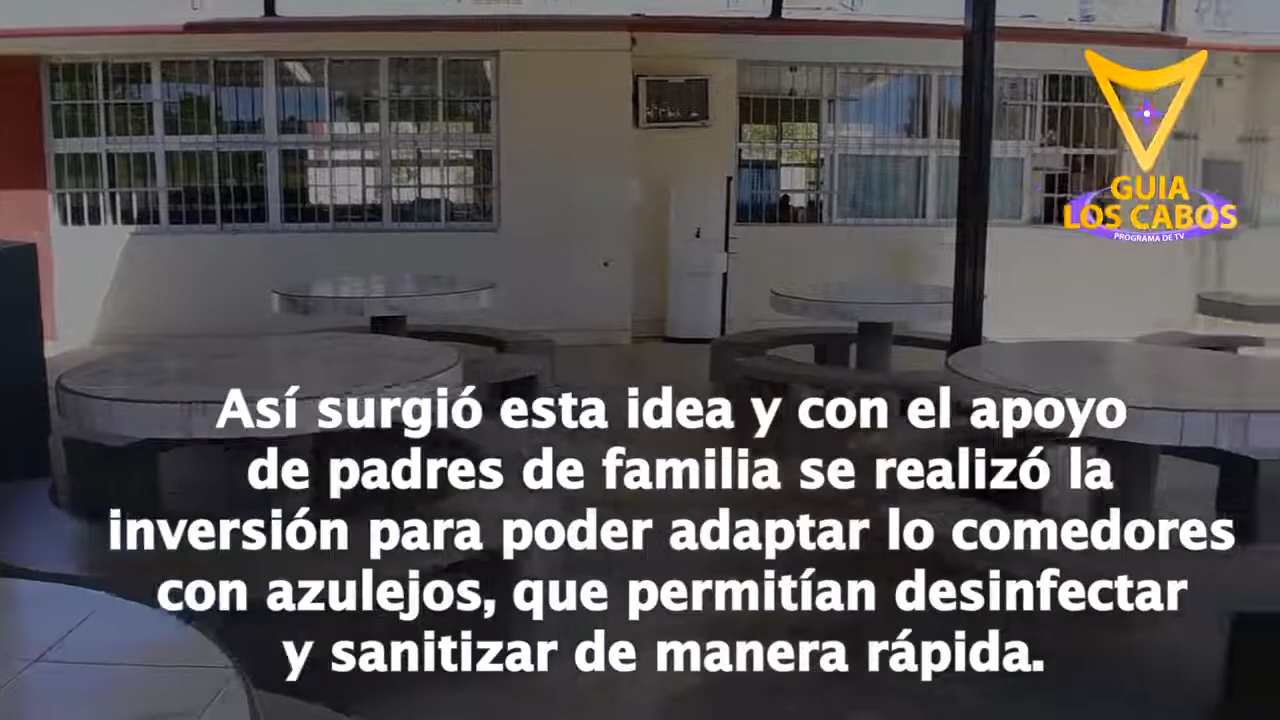 GUIA
LOS CABOS
PROGRAMA DE TV
Así surgió esta idea y con el apoyo
de padres de familia se realizó la
inversión para poder adaptar lo comedores
con azulejos, que permitían desinfectar
y sanitizar de manera rápida.